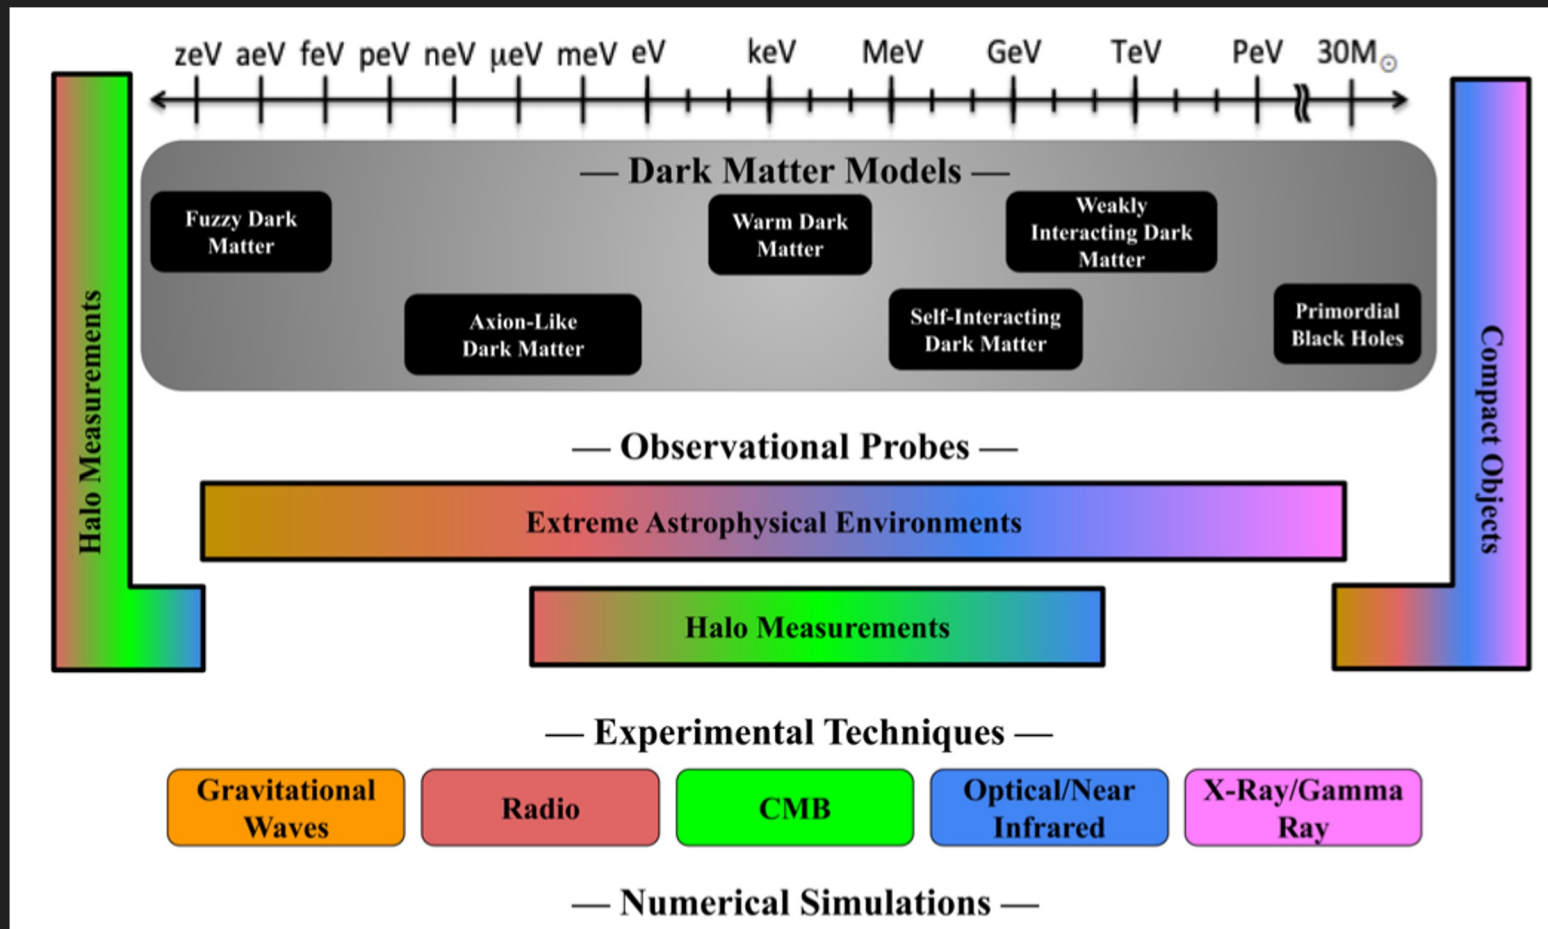 zeV aeV feV peV neV μeV meV eV keV MeV GeV TeV PeV 30M☉
— Dark Matter Models —
Fuzzy Dark
Matter
Warm Dark
Matter
Weakly
Interacting Dark
Matter
Axion-Like
Dark Matter
Self-Interacting
Dark Matter
Primordial
Black Holes
Halo Measurements
Compact Objects
— Observational Probes —
Extreme Astrophysical Environments
Halo Measurements
— Experimental Techniques —
Gravitational
Waves
Radio
CMB
Optical/Near
Infrared
X-Ray/Gamma
Ray
— Numerical Simulations —